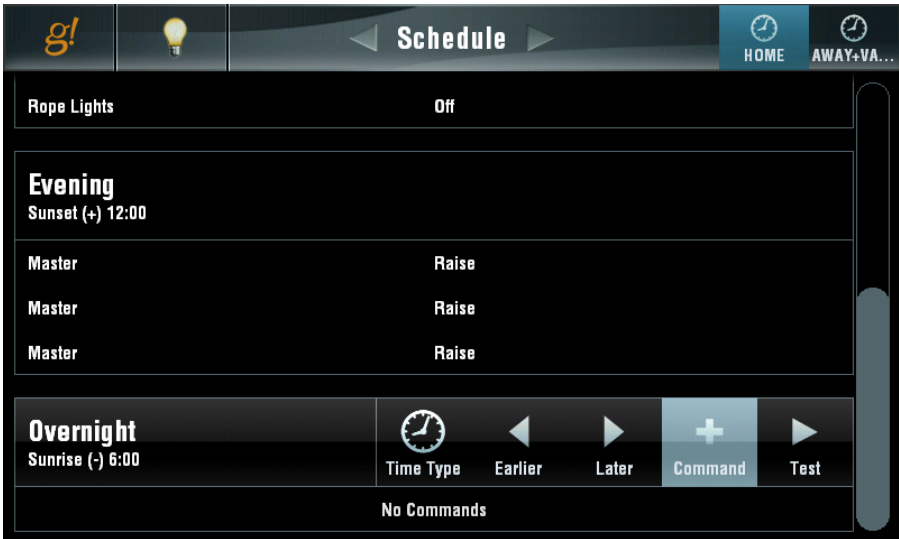 g!
Schedule
HOME
AWAY+VA...
Rope Lights Off
Evening
Sunset (+) 12:00
Master Raise
Master Raise
Master Raise
Overnight
Sunrise (-) 6:00
Time Type Earlier Later Command Test
No Commands